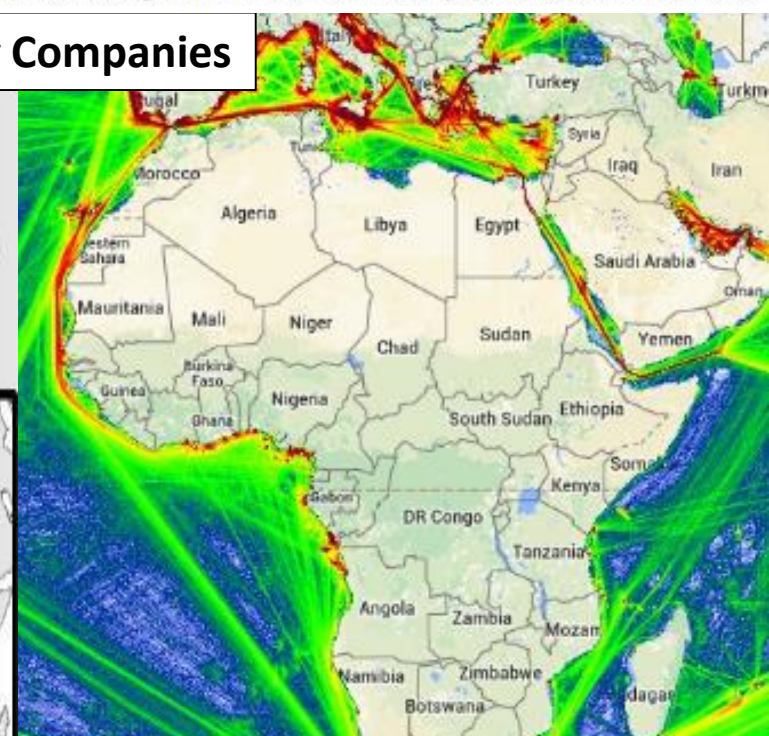 Companies
Turkey
Syria
Iraq
Iran
Morocco
Algeria
Libya
Egypt
Saudi Arabia
Oman
Mauritania
Mali
Niger
Chad
Sudan
Yemen
Burkina
Faso
Guinea
Ghana
Nigeria
South Sudan
Ethiopia
Gabon
DR Congo
Kenya
Tanzania
Angola
Zambia
Namibia
Zimbabwe
Botswana
Sahara